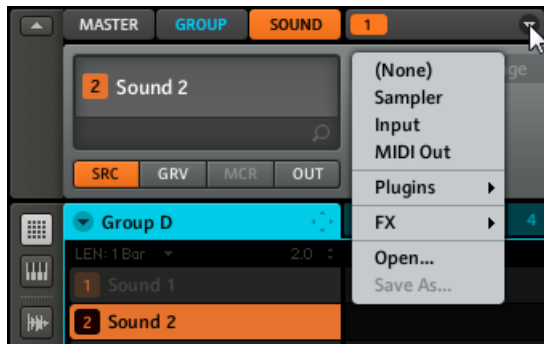 MASTER GROUP SOUND 1
2 Sound 2
SRC GRV MCR OUT
(None)
Sampler
Input
MIDI Out
Plugins
FX
Open...
Save As...
Group D
LEN: 1 Bar 2.0
4
1 Sound 1
2 Sound 2